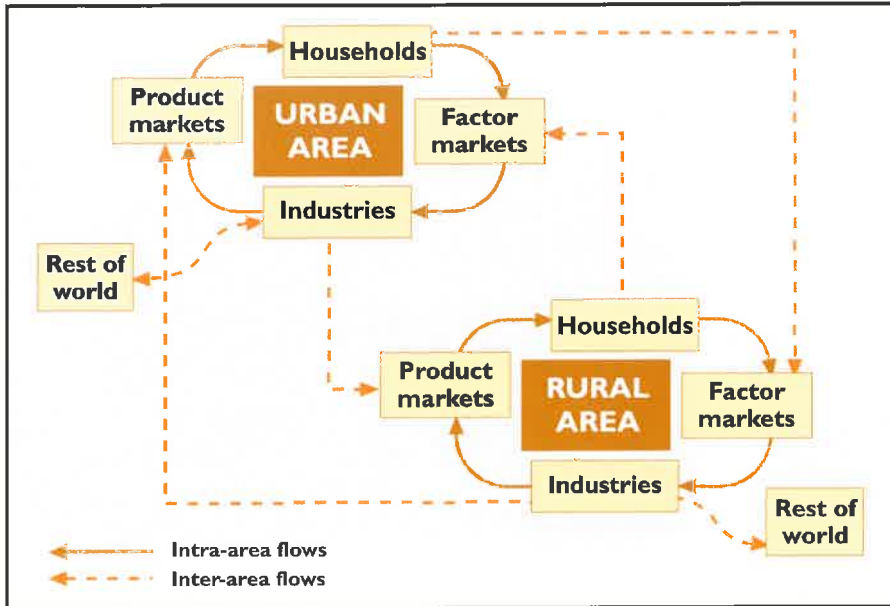 Households
Product
markets
URBAN
AREA
Factor
markets
Industries
Rest of
world
Households
Product
markets
RURAL
AREA
Factor
markets
Industries
Rest of
world
Intra-area flows
Inter-area flows